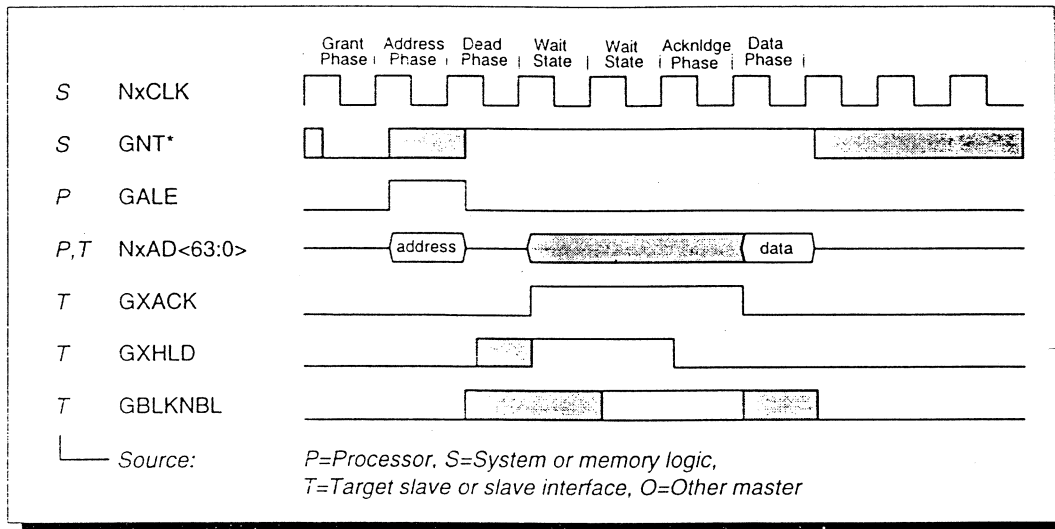 Grant Address Dead Wait Wait Acknldge Data
Phase Phase Phase State State Phase Phase
S NxCLK
S GNT*
P GALE
P,T NxAD<63:0> address data
T GXACK
T GXHLD
T GBLKNBL
Source: P=Processor, S=System or memory logic,
T=Target slave or slave interface, O=Other master